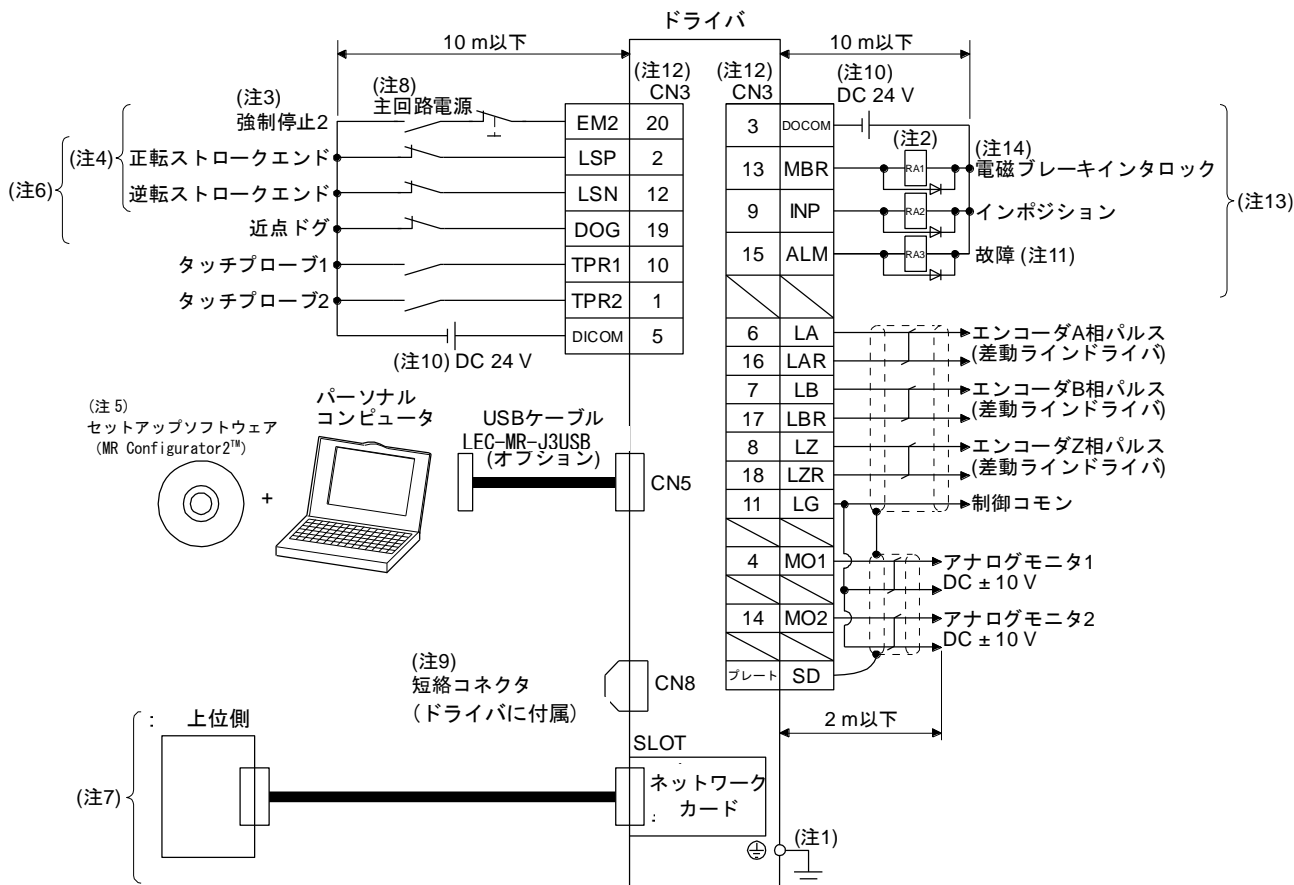 ドライバ
10 m以下
10 m以下
(注12)
CN3
(注12)
CN3
(注10)
DC 24 V
(注3)
強制停止2
(注8)
主回路電源
EM2 20
(注4)
正転ストロークエンド
LSP 2
(注6)
逆転ストロークエンド
LSN 12
近点ドグ
DOG 19
タッチプローブ1
TPR1 10
タッチプローブ2
TPR2 1
DICOM 5
(注10) DC 24 V
3 DOCOM
(注2)
13 MBR
RA1
(注14)
電磁ブレーキインタロック
9 INP
RA2
インポジション
15 ALM
RA3
故障 (注11)
(注13)
6 LA
エンコーダA相パルス
16 LAR
(差動ラインドライバ)
7 LB
エンコーダB相パルス
17 LBR
(差動ラインドライバ)
8 LZ
エンコーダZ相パルス
18 LZR
(差動ラインドライバ)
11 LG
制御コモン
4 MO1
アナログモニタ1
DC ± 10 V
14 MO2
アナログモニタ2
DC ± 10 V
プレート SD
2 m以下
(注 5)
セットアップソフトウェア
(MR Configurator2™)
+
パーソナル
コンピュータ
USBケーブル
LEC-MR-J3USB
(オプション)
CN5
(注9)
短絡コネクタ
(ドライバに付属)
CN8
(注7)
: 上位側
SLOT
ネットワーク
カード
:
(注1)